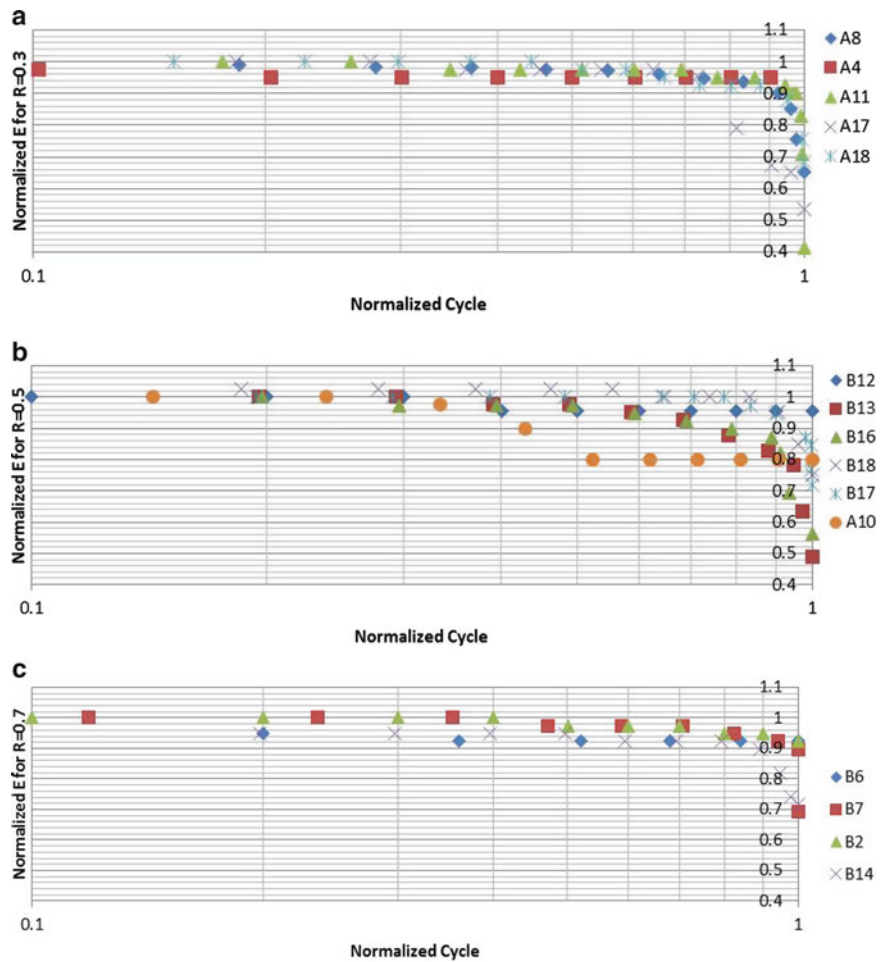 a
Normalized E for R=0.3
1.1
1
0.9
0.8
0.7
0.6
0.5
0.4
0.1
1
Normalized Cycle
A8
A4
A11
A17
A18
b
Normalized E for R=0.5
1.1
1
0.9
0.8
0.7
0.6
0.5
0.4
0.1
1
Normalized Cycle
B12
B13
B16
B18
B17
A10
c
Normalized E for R=0.7
1.1
1
0.9
0.8
0.7
0.6
0.5
0.4
0.1
1
Normalized Cycle
B6
B7
B2
B14